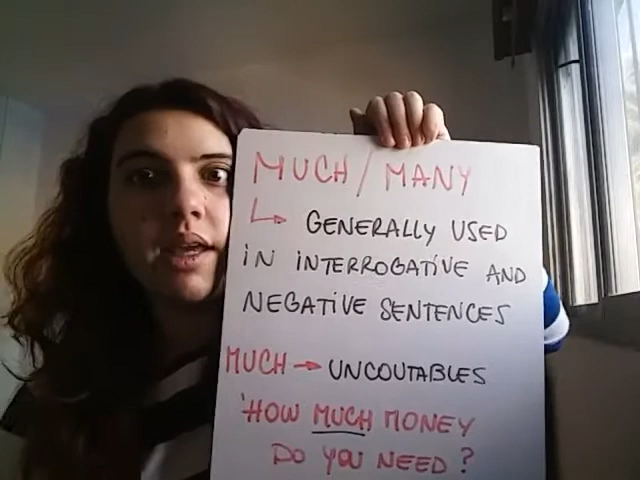 MUCH / MANY
↳ GENERALLY USED
IN INTERROGATIVE AND
NEGATIVE SENTENCES
MUCH → UNCOUTABLES
'HOW MUCH MONEY
DO YOU NEED?